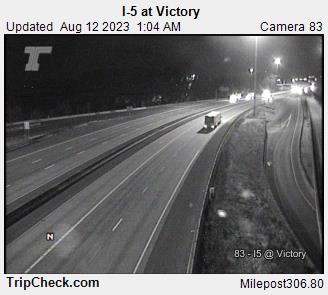 I-5 at Victory
Updated Aug 12 2023 1:04 AM Camera 83
T
N
83 - I5 @ Victory
TripCheck.com Milepost306.80